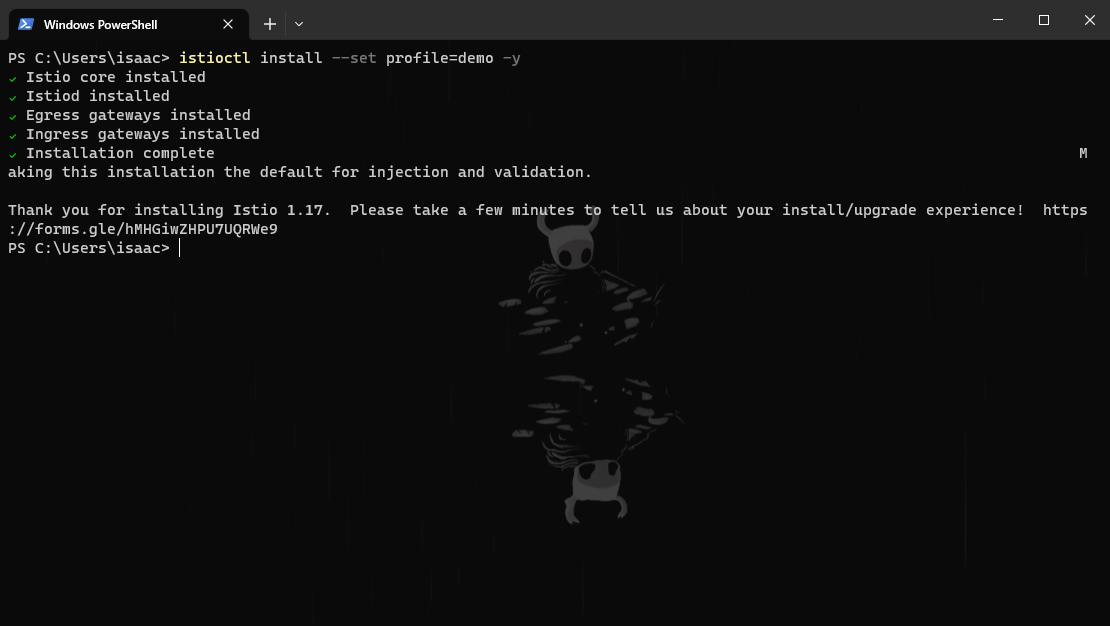 Windows PowerShell
PS C:\Users\isaac> istioctl install --set profile=demo -y
✓ Istio core installed
✓ Istiod installed
✓ Egress gateways installed
✓ Ingress gateways installed
✓ Installation complete M
aking this installation the default for injection and validation.
Thank you for installing Istio 1.17.  Please take a few minutes to tell us about your install/upgrade experience!  https
://forms.gle/hMHGiwZHPU7UQRWe9
PS C:\Users\isaac>